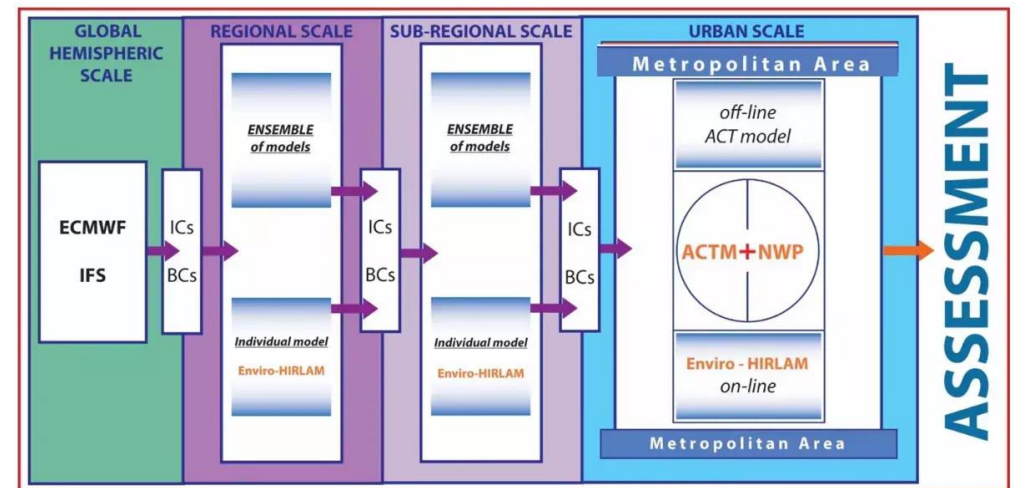 GLOBAL
HEMISPHERIC
SCALE
ECMWF
IFS
ICs
BCs
REGIONAL SCALE
ENSEMBLE
of models
Individual model
Enviro-HIRLAM
ICs
BCs
SUB-REGIONAL SCALE
ENSEMBLE
of models
Individual model
Enviro-HIRLAM
ICs
BCs
URBAN SCALE
Metropolitan Area
off-line
ACT model
ACTM+NWP
Enviro - HIRLAM
on-line
Metropolitan Area
ASSESSMENT